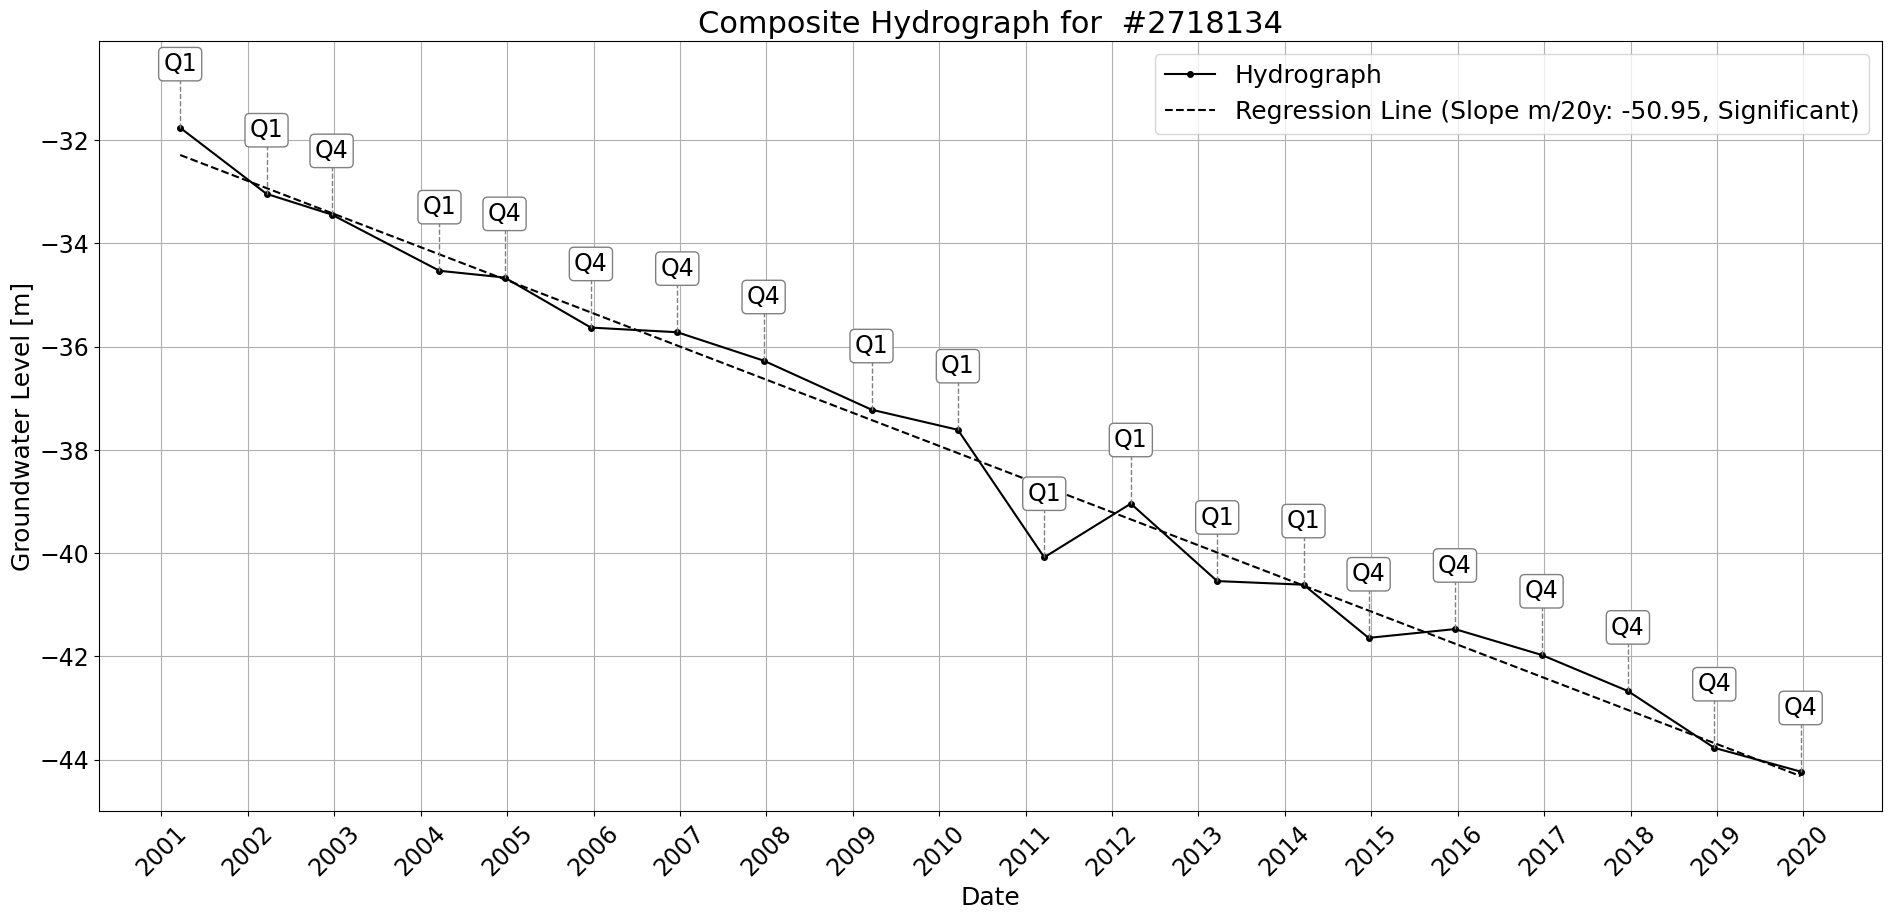 Composite Hydrograph for #2718134
Hydrograph
Regression Line (Slope m/20y: -50.95, Significant)
Q1
Q1
Q4
Q1
Q4
Q4
Q4
Q4
Q1
Q1
Q1
Q1
Q1
Q1
Q4
Q4
Q4
Q4
Q4
Q4
Groundwater Level [m]
−32
−34
−36
−38
−40
−42
−44
2001
2002
2003
2004
2005
2006
2007
2008
2009
2010
2011
2012
2013
2014
2015
2016
2017
2018
2019
2020
Date